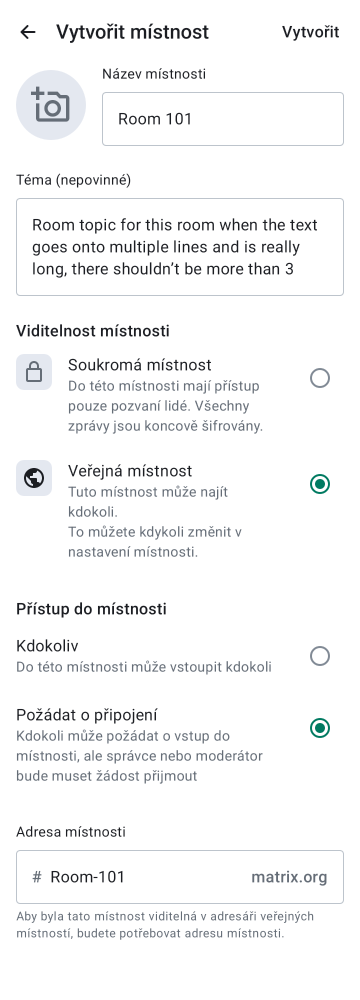 Vytvořit místnost
Vytvořit
Název místnosti
Room 101
Téma (nepovinné)
Room topic for this room when the text
goes onto multiple lines and is really
long, there shouldn’t be more than 3
Viditelnost místnosti
Soukromá místnost
Do této místnosti mají přístup
pouze pozvaní lidé. Všechny
zprávy jsou koncově šifrovány.
Veřejná místnost
Tuto místnost může najít
kdokoli.
To můžete kdykoli změnit v
nastavení místnosti.
Přístup do místnosti
Kdokoliv
Do této místnosti může vstoupit kdokoli
Požádat o připojení
Kdokoli může požádat o vstup do
místnosti, ale správce nebo moderátor
bude muset žádost přijmout
Adresa místnosti
# Room-101 matrix.org
Aby byla tato místnost viditelná v adresáři veřejných
místností, budete potřebovat adresu místnosti.